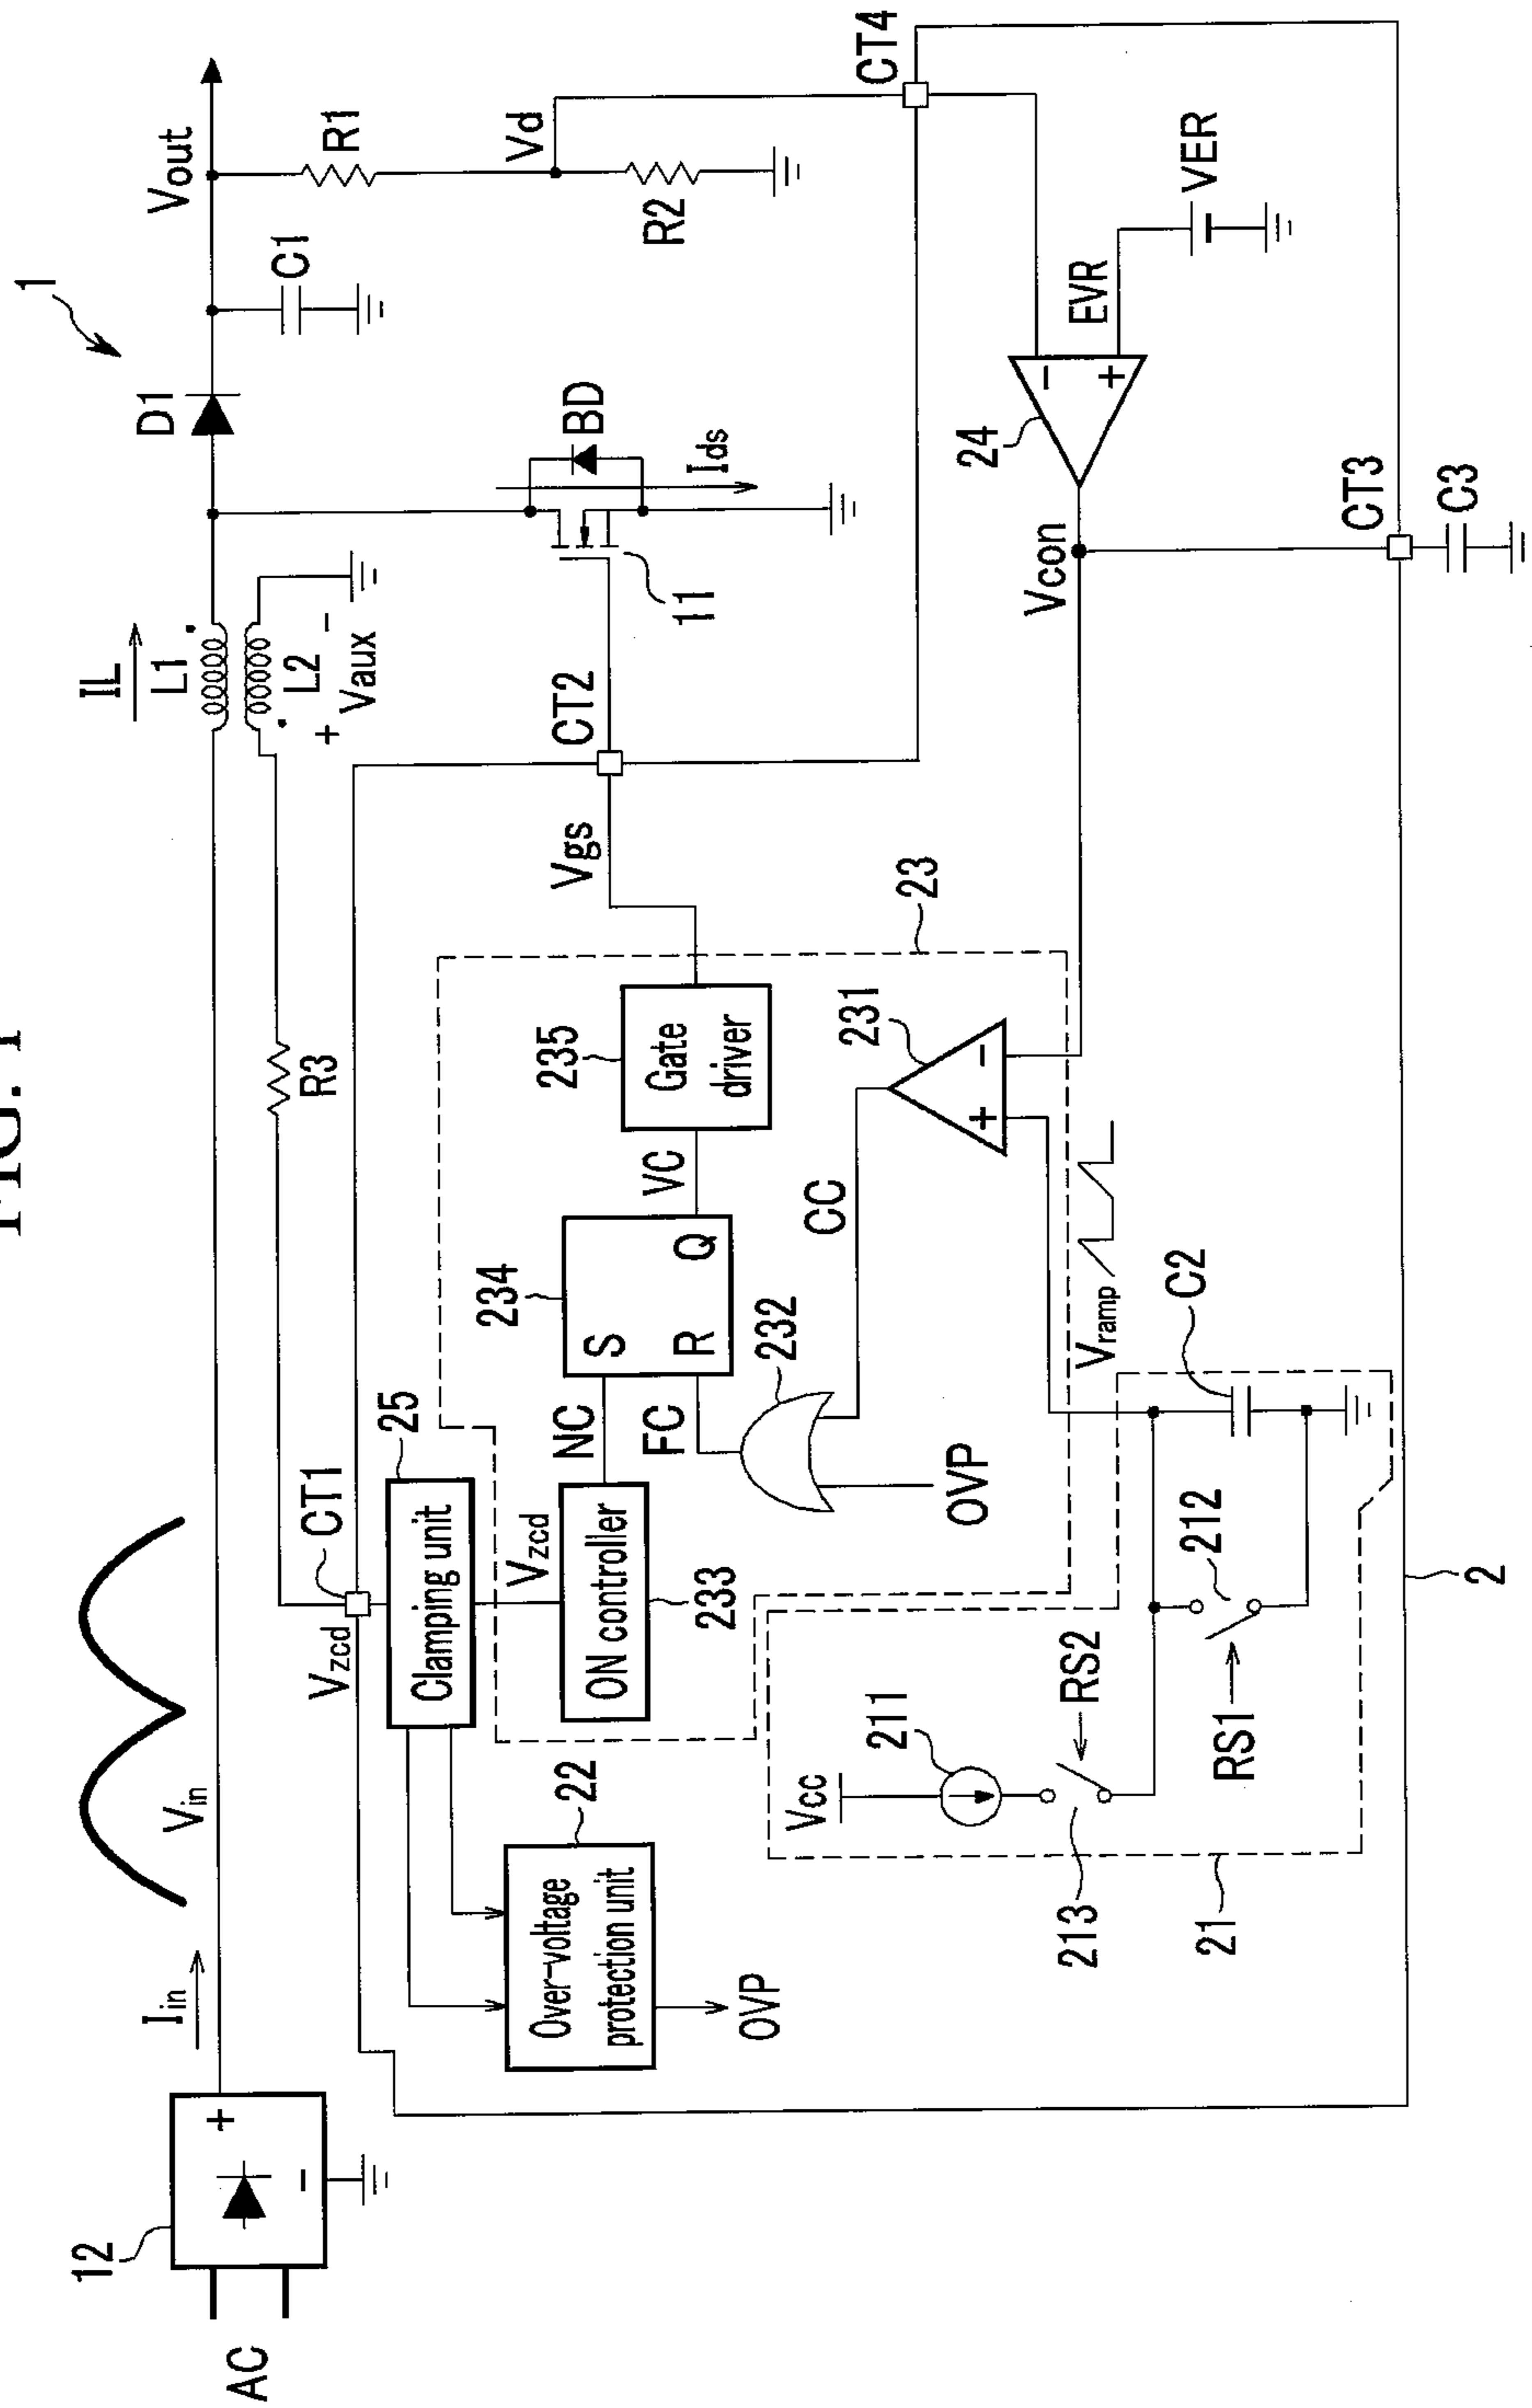 FIG. 1
1
AC
12
+
-
Iin
Vin
IL
L1
L2
+
-
Vaux
D1
Vout
C1
R1
Vd
R2
R3
CT1
Vzcd
25
Clamping unit
22
Over-voltage
protection unit
OVP
Vzcd
ON controller
233
NC
FC
234
S
R
Q
VC
235
Gate
driver
Vgs
CT2
11
BD
Ids
CT4
23
232
OVP
CC
231
+
-
Vramp
Vcon
24
-
+
EVR
VER
CT3
C3
Vcc
211
RS2
213
RS1
212
C2
21
2